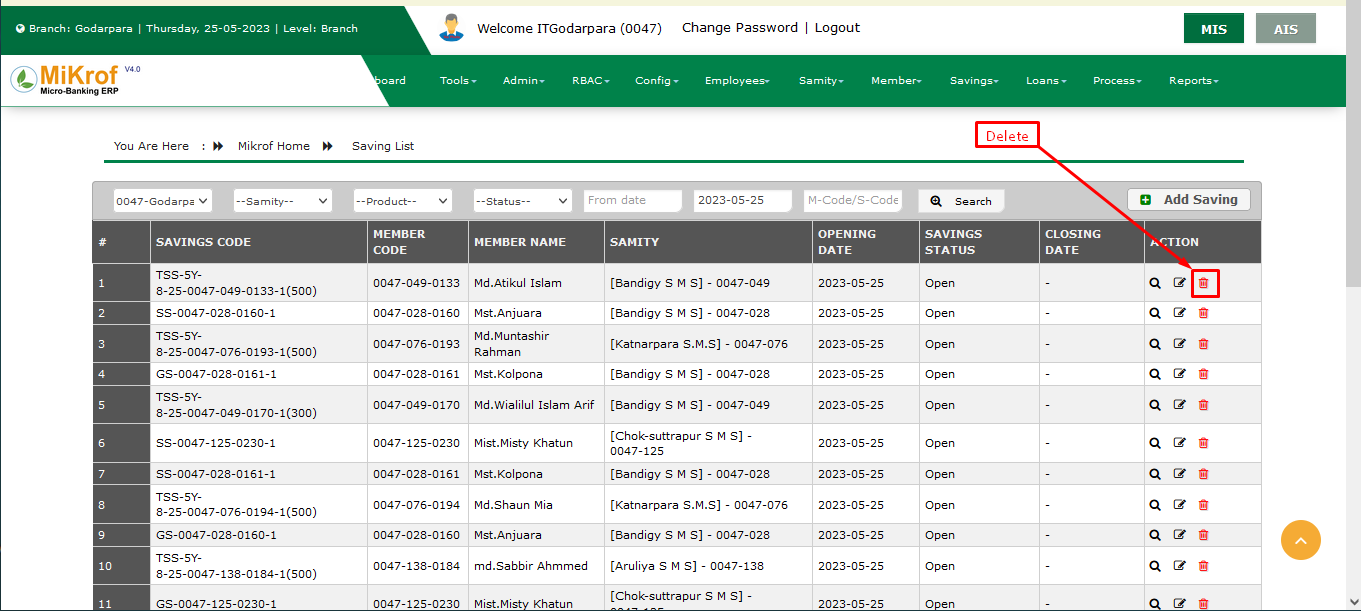 Branch: Godarpara | Thursday, 25-05-2023 | Level: Branch
Welcome ITGodarpara (0047) Change Password | Logout
MIS AIS
MiKrof V4.0
Micro-Banking ERP
board Tools Admin RBAC Config Employees Samity Member Savings Loans Process Reports
Delete
You Are Here : Mikrof Home Saving List
0047-Godarpa --Samity-- --Product-- --Status-- From date 2023-05-25 M-Code/S-Code Search Add Saving
# SAVINGS CODE MEMBER CODE MEMBER NAME SAMITY OPENING DATE SAVINGS STATUS CLOSING DATE ACTION
1 TSS-5Y-8-25-0047-049-0133-1(500) 0047-049-0133 Md.Atikul Islam [Bandigy S M S] - 0047-049 2023-05-25 Open -
2 SS-0047-028-0160-1 0047-028-0160 Mst.Anjuara [Bandigy S M S] - 0047-028 2023-05-25 Open -
3 TSS-5Y-8-25-0047-076-0193-1(500) 0047-076-0193 Md.Muntashir Rahman [Katnarpara S.M.S] - 0047-076 2023-05-25 Open -
4 GS-0047-028-0161-1 0047-028-0161 Mst.Kolpona [Bandigy S M S] - 0047-028 2023-05-25 Open -
5 TSS-5Y-8-25-0047-049-0170-1(300) 0047-049-0170 Md.Wialilul Islam Arif [Bandigy S M S] - 0047-049 2023-05-25 Open -
6 SS-0047-125-0230-1 0047-125-0230 Mist.Misty Khatun [Chok-suttrapur S M S] - 0047-125 2023-05-25 Open -
7 SS-0047-028-0161-1 0047-028-0161 Mst.Kolpona [Bandigy S M S] - 0047-028 2023-05-25 Open -
8 TSS-5Y-8-25-0047-076-0194-1(500) 0047-076-0194 Md.Shaun Mia [Katnarpara S.M.S] - 0047-076 2023-05-25 Open -
9 GS-0047-028-0160-1 0047-028-0160 Mst.Anjuara [Bandigy S M S] - 0047-028 2023-05-25 Open -
10 TSS-5Y-8-25-0047-138-0184-1(500) 0047-138-0184 md.Sabbir Ahmmed [Aruliya S M S] - 0047-138 2023-05-25 Open -
11 GS-0047-125-0230-1 0047-125-0230 Mist.Misty Khatun [Chok-suttrapur S M S] - 2023-05-25 Open -